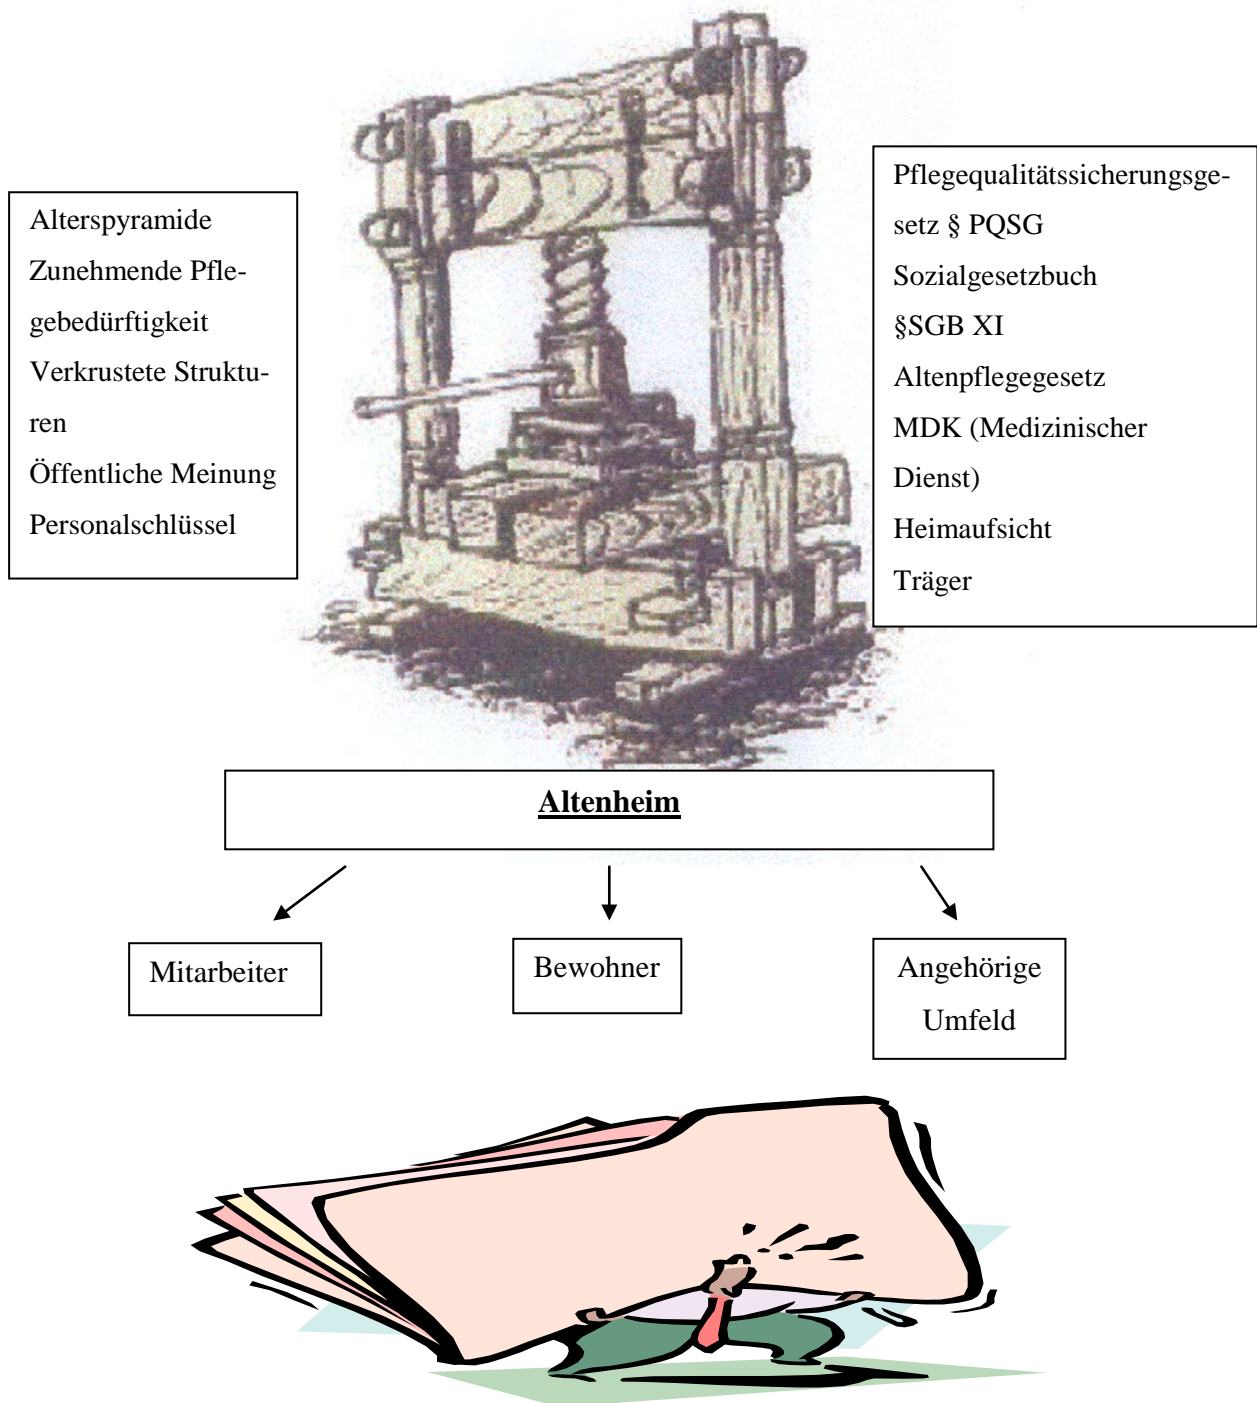 Alterspyramide
Zunehmende Pfle-
gebedürftigkeit
Verkrustete Struktu-
ren
Öffentliche Meinung
Personalschlüssel
Pflegequalitätssicherungsge-
setz § PQSG
Sozialgesetzbuch
§SGB XI
Altenpflegegesetz
MDK (Medizinischer
Dienst)
Heimaufsicht
Träger
Altenheim
Mitarbeiter
Bewohner
Angehörige
Umfeld